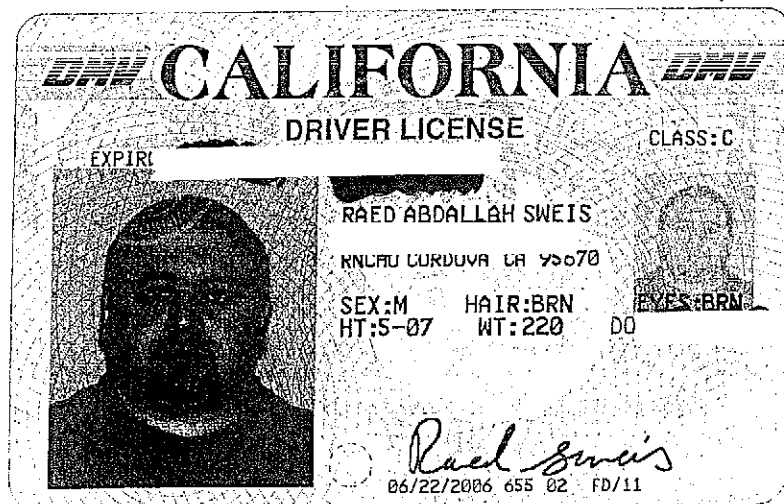 DMV CALIFORNIA DMV
DRIVER LICENSE
CLASS:C
RAED ABDALLAH SWEIS
CORDOVA CA 95670
SEX:M HAIR:BRN EYES:BRN
HT:5-07 WT:220 DO
Raed Sweis
06/22/2006 655 02 FD/11